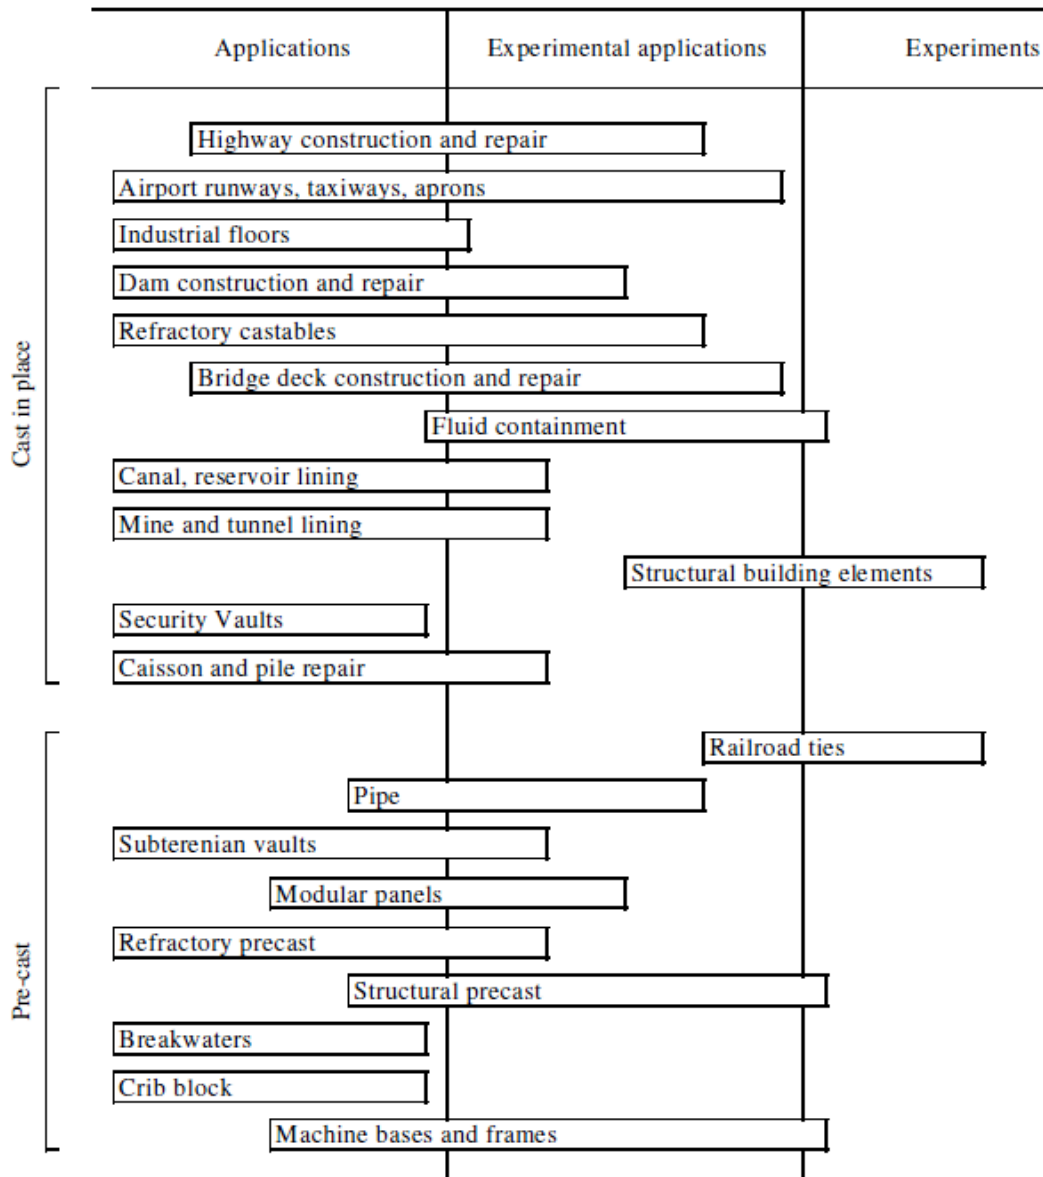 Applications Experimental applications Experiments
Cast in place
Highway construction and repair
Airport runways, taxiways, aprons
Industrial floors
Dam construction and repair
Refractory castables
Bridge deck construction and repair
Fluid containment
Canal, reservoir lining
Mine and tunnel lining
Structural building elements
Security Vaults
Caisson and pile repair
Pre-cast
Railroad ties
Pipe
Subterenian vaults
Modular panels
Refractory precast
Structural precast
Breakwaters
Crib block
Machine bases and frames